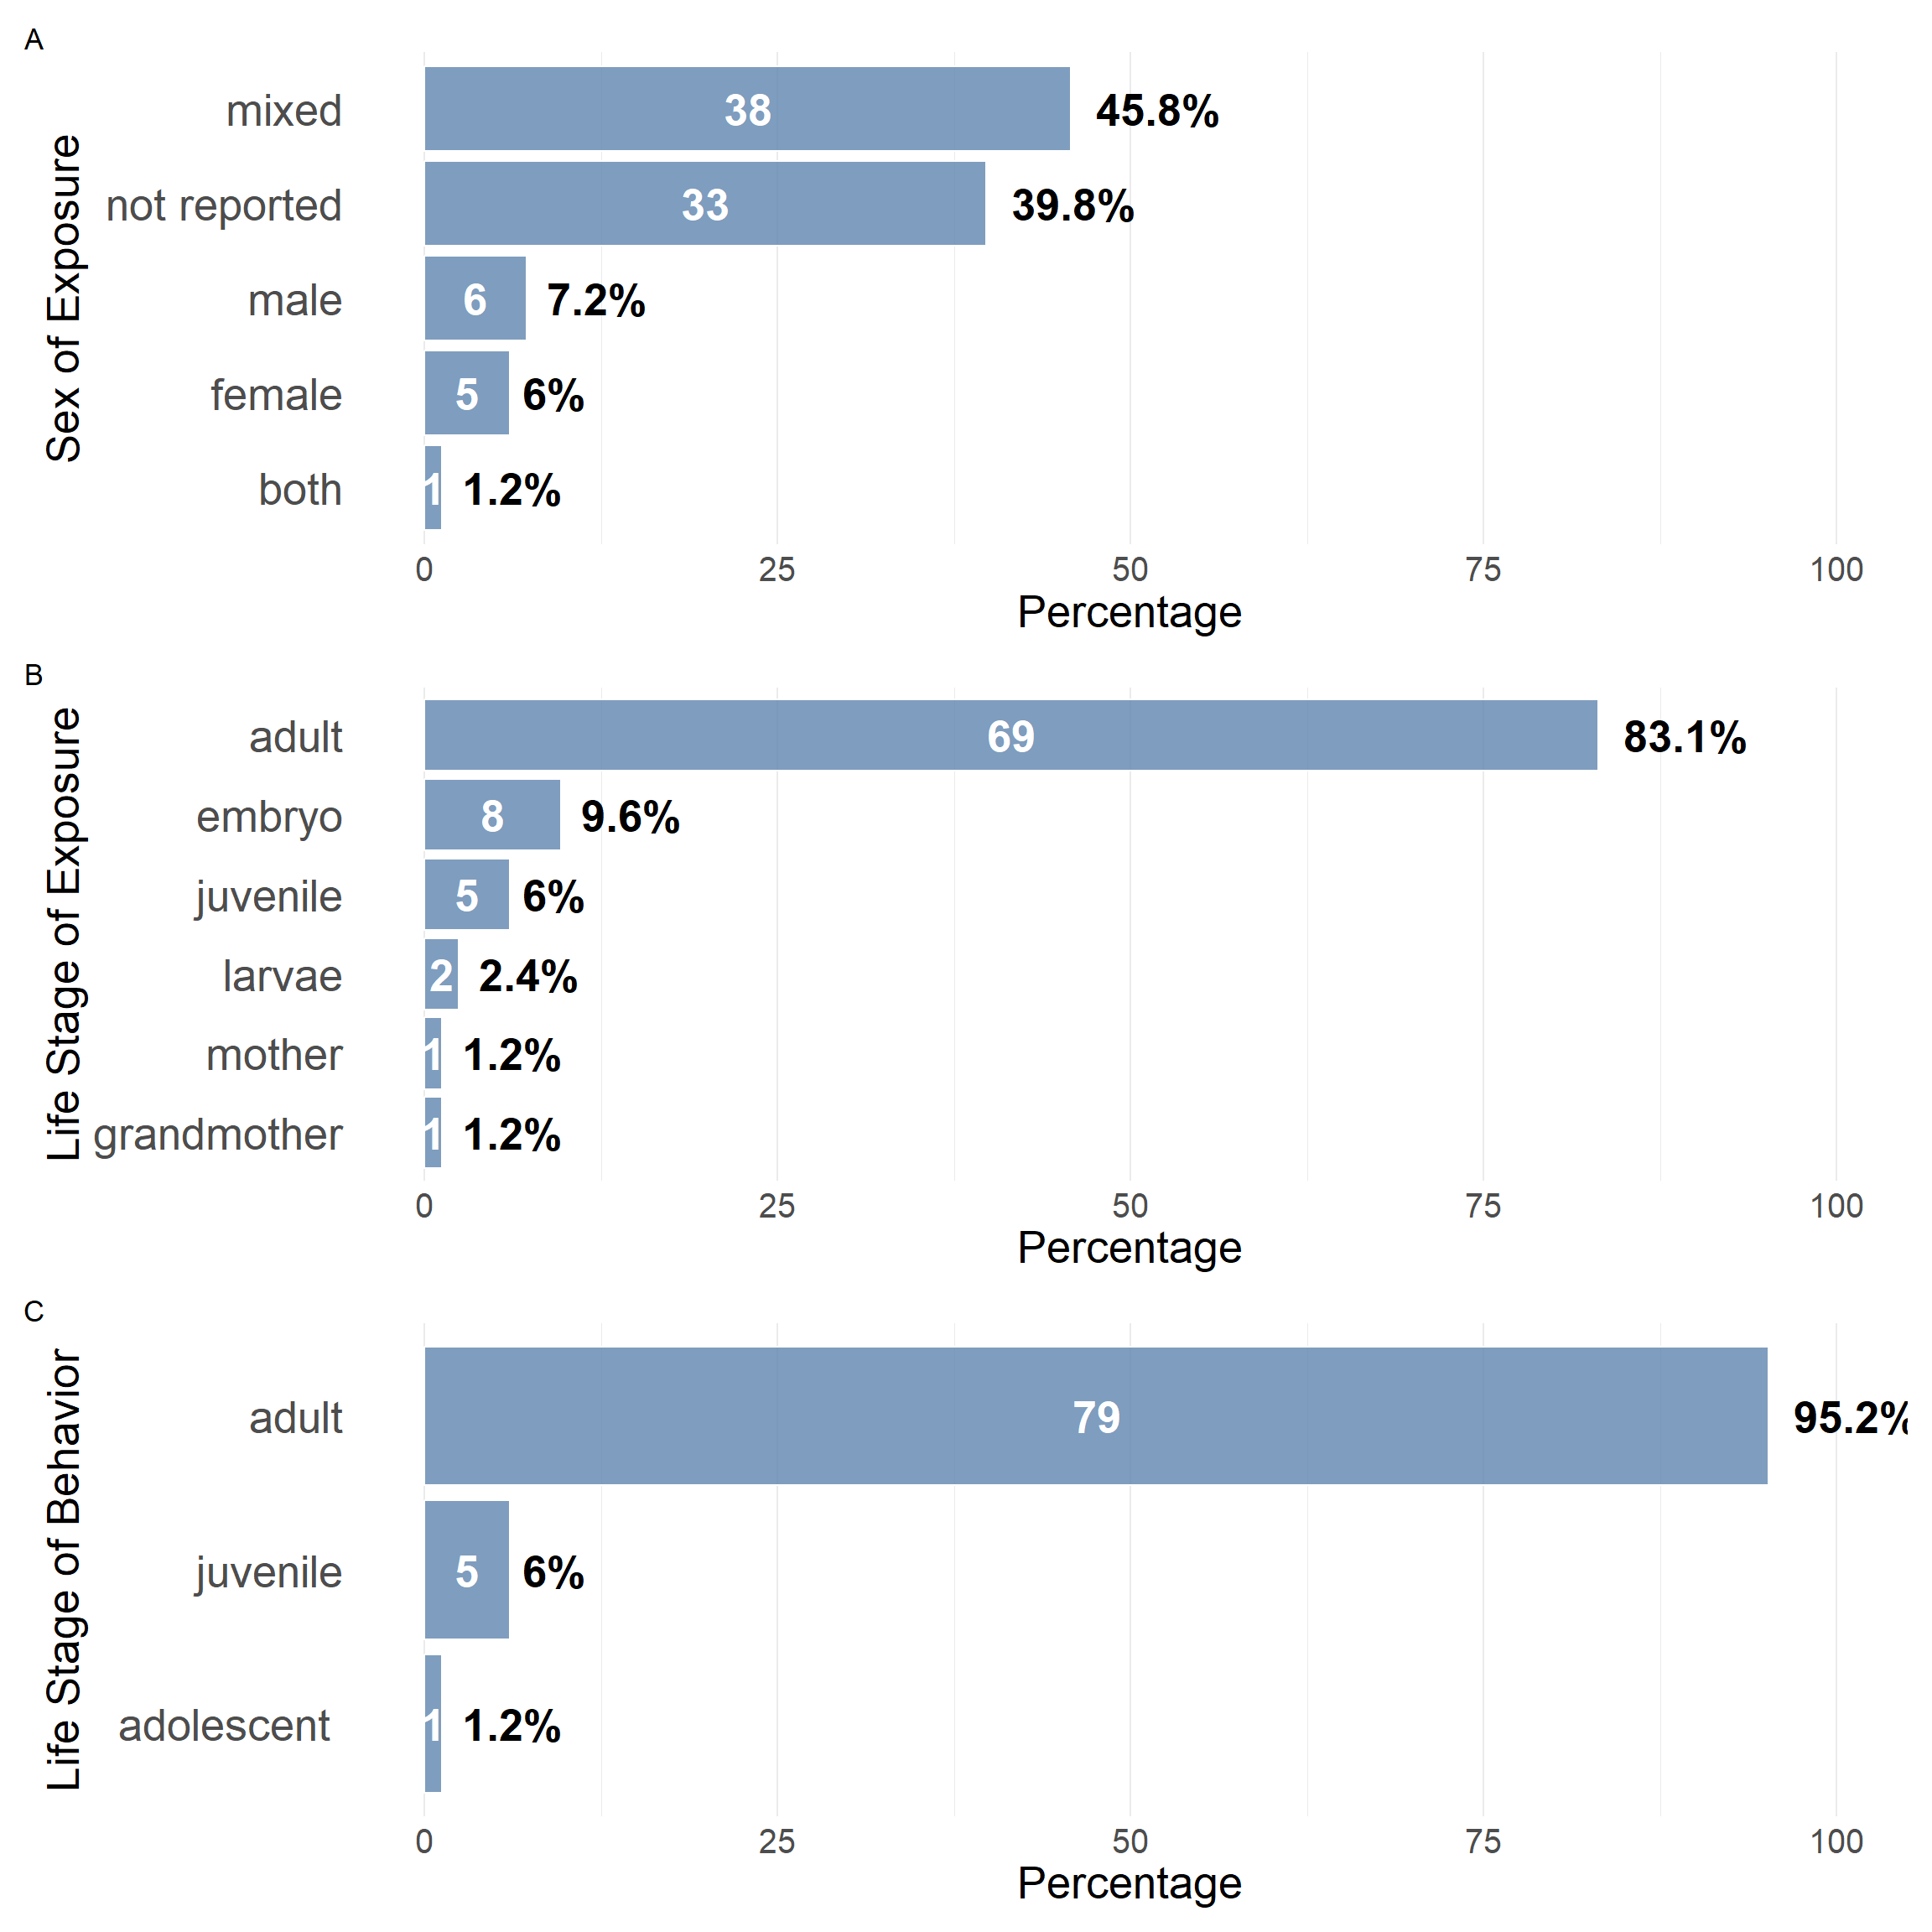 A
Sex of Exposure
mixed 38 45.8%
not reported 33 39.8%
male 6 7.2%
female 5 6%
both 1 1.2%
0 25 50 75 100
Percentage
B
Life Stage of Exposure
adult 69 83.1%
embryo 8 9.6%
juvenile 5 6%
larvae 2 2.4%
mother 1 1.2%
grandmother 1 1.2%
0 25 50 75 100
Percentage
C
Life Stage of Behavior
adult 79 95.2%
juvenile 5 6%
adolescent 1 1.2%
0 25 50 75 100
Percentage